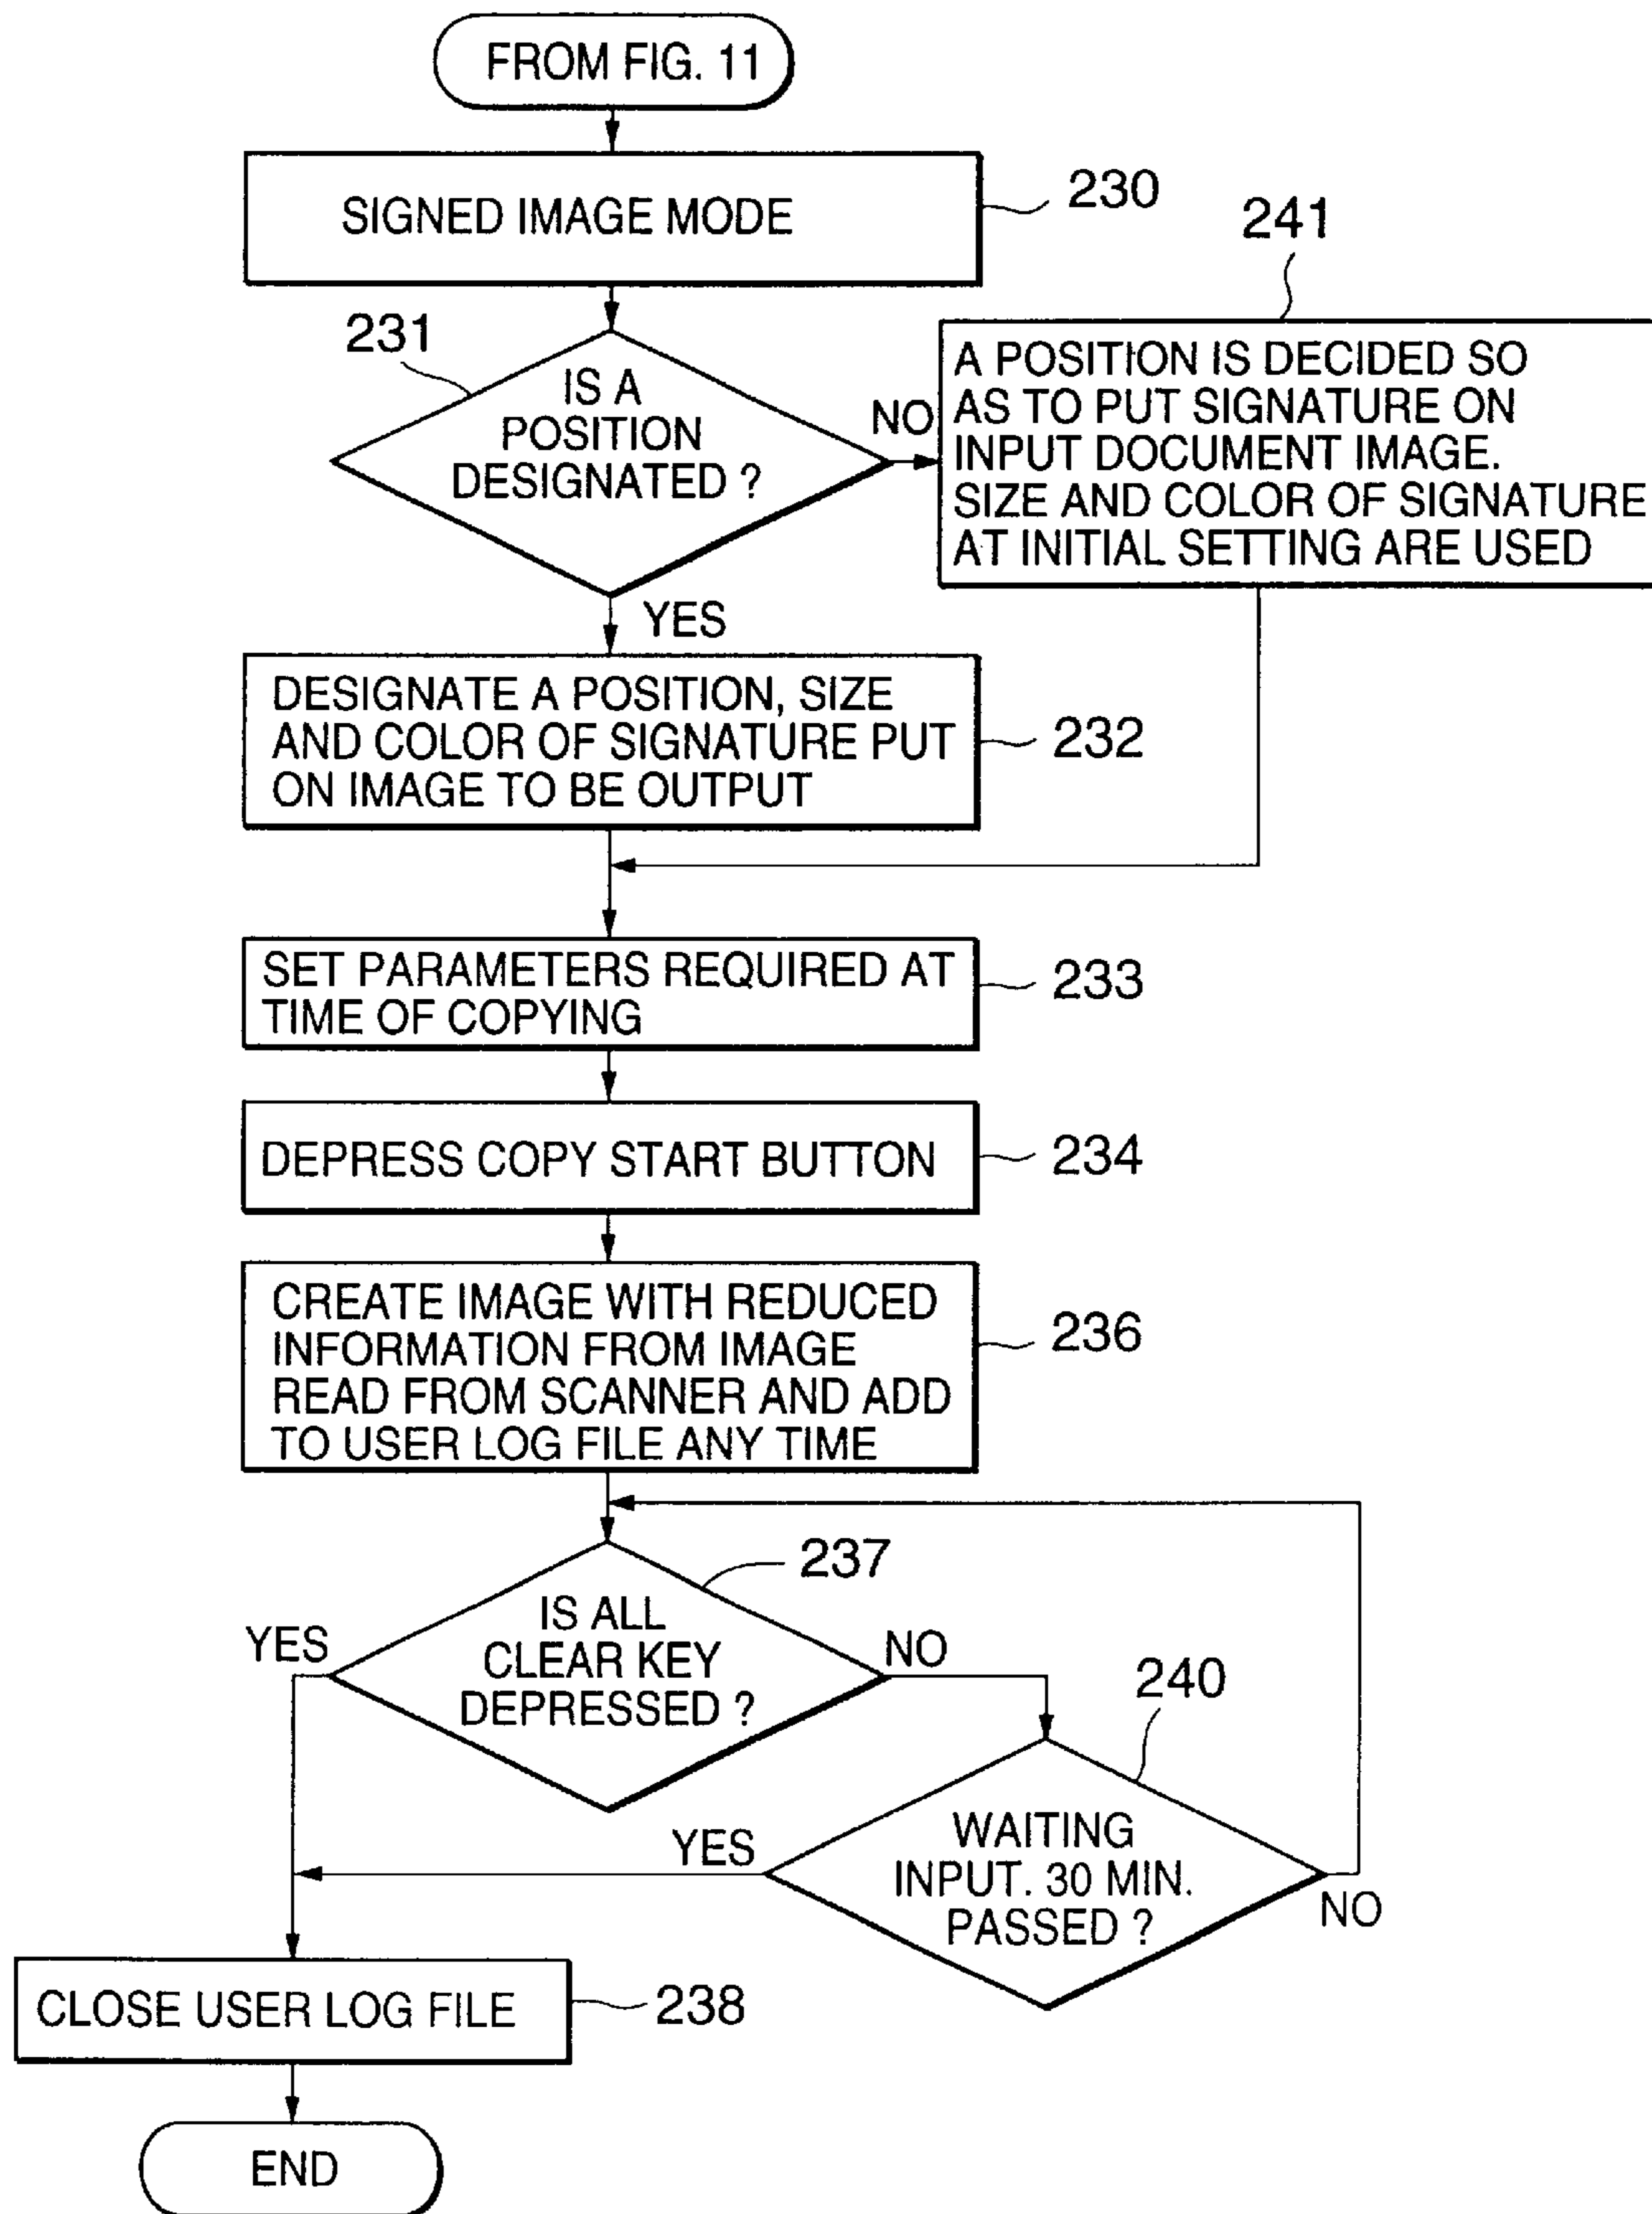 FROM FIG. 11
SIGNED IMAGE MODE
230
231
IS A
POSITION
DESIGNATED ?
NO
241
A POSITION IS DECIDED SO
AS TO PUT SIGNATURE ON
INPUT DOCUMENT IMAGE.
SIZE AND COLOR OF SIGNATURE
AT INITIAL SETTING ARE USED
YES
DESIGNATE A POSITION, SIZE
AND COLOR OF SIGNATURE PUT
ON IMAGE TO BE OUTPUT
232
SET PARAMETERS REQUIRED AT
TIME OF COPYING
233
DEPRESS COPY START BUTTON
234
CREATE IMAGE WITH REDUCED
INFORMATION FROM IMAGE
READ FROM SCANNER AND ADD
TO USER LOG FILE ANY TIME
236
237
IS ALL
CLEAR KEY
DEPRESSED ?
YES
NO
240
WAITING
INPUT. 30 MIN.
PASSED ?
YES
NO
CLOSE USER LOG FILE
238
END